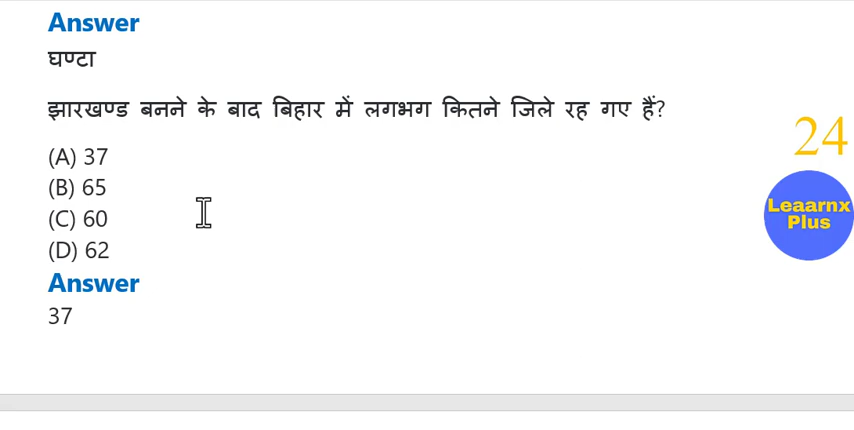 Answer
घण्टा
झारखण्ड बनने के बाद बिहार में लगभग कितने जिले रह गए हैं?
24
(A) 37
(B) 65
(C) 60
(D) 62
Leaarnx
Plus
Answer
37